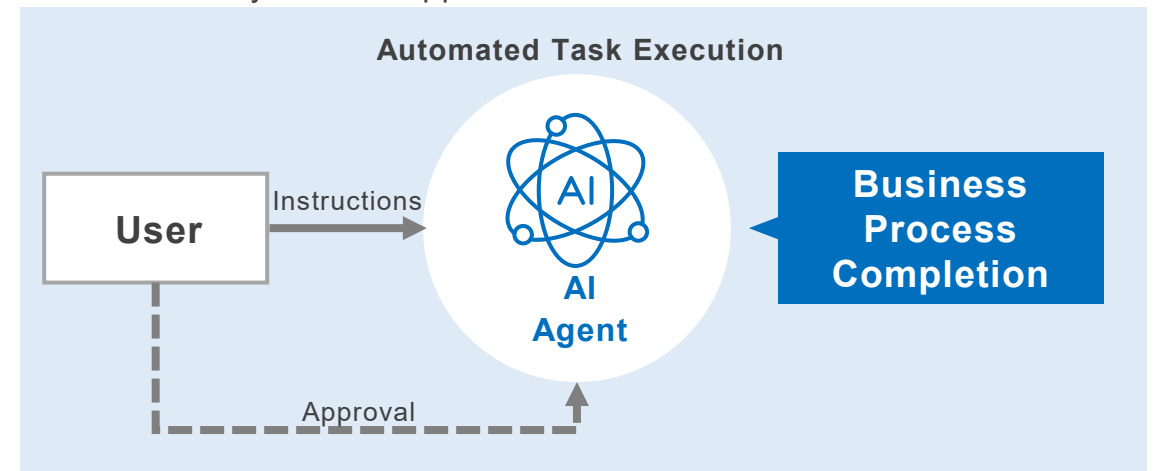 Automated Task Execution
User
Instructions
AI
AI
Agent
Business
Process
Completion
Approval